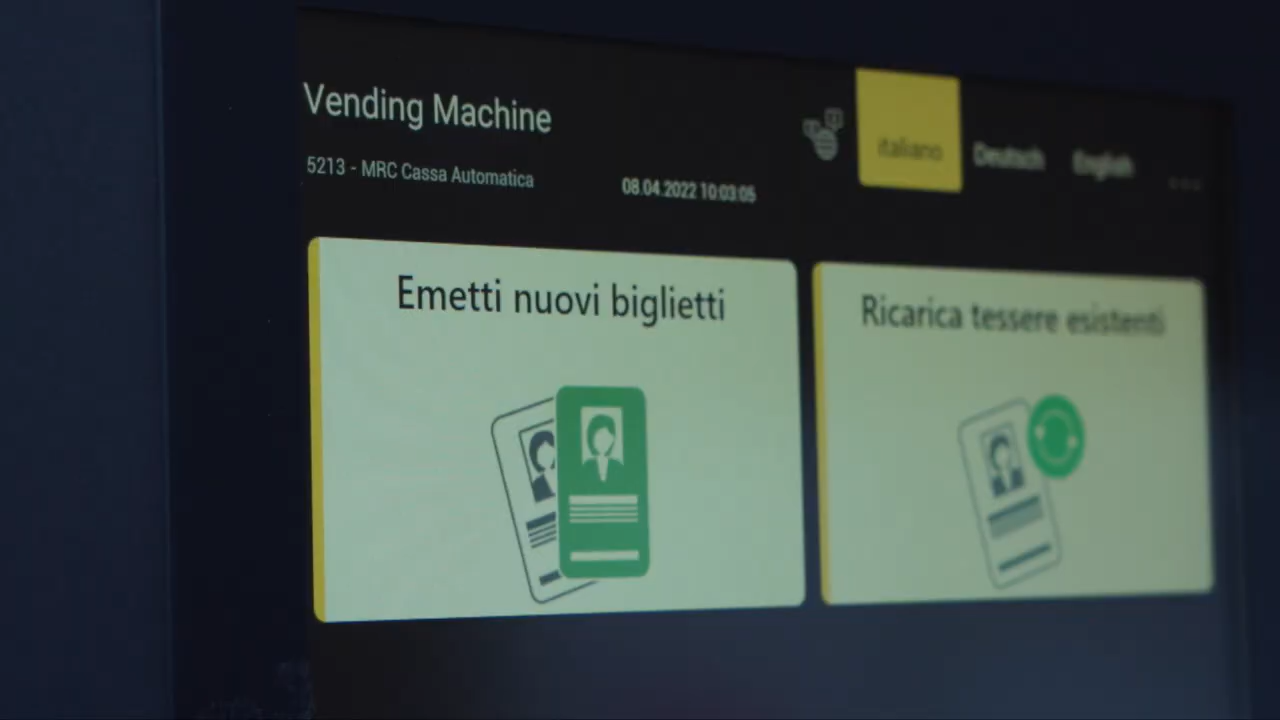 Vending Machine
5213 - MRC Cassa Automatica
08.04.2022 10:03:05
italiano
Deutsch
English
Emetti nuovi biglietti
Ricarica tessere esistenti